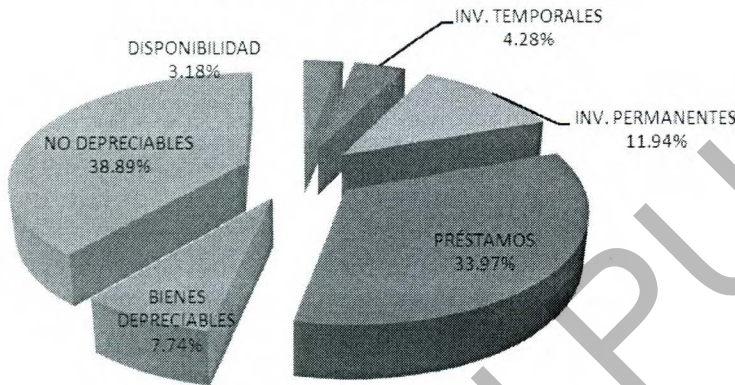 INV. TEMPORALES
4.28%
DISPONIBILIDAD
3.18%
INV. PERMANENTES
11.94%
NO DEPRECIABLES
38.89%
PRÉSTAMOS
33.97%
BIENES
DEPRECIABLES
7.74%
PU